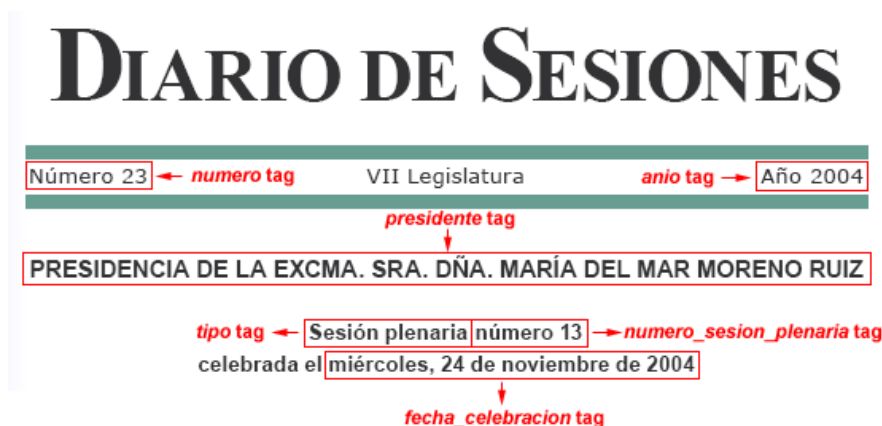 DIARIO DE SESIONES
Número 23 numero tag VII Legislatura anio tag Año 2004
presidente tag
PRESIDENCIA DE LA EXCMA. SRA. DÑA. MARÍA DEL MAR MORENO RUIZ
tipo tag Sesión plenaria número 13 numero_sesion_plenaria tag
celebrada el miércoles, 24 de noviembre de 2004
fecha_celebracion tag